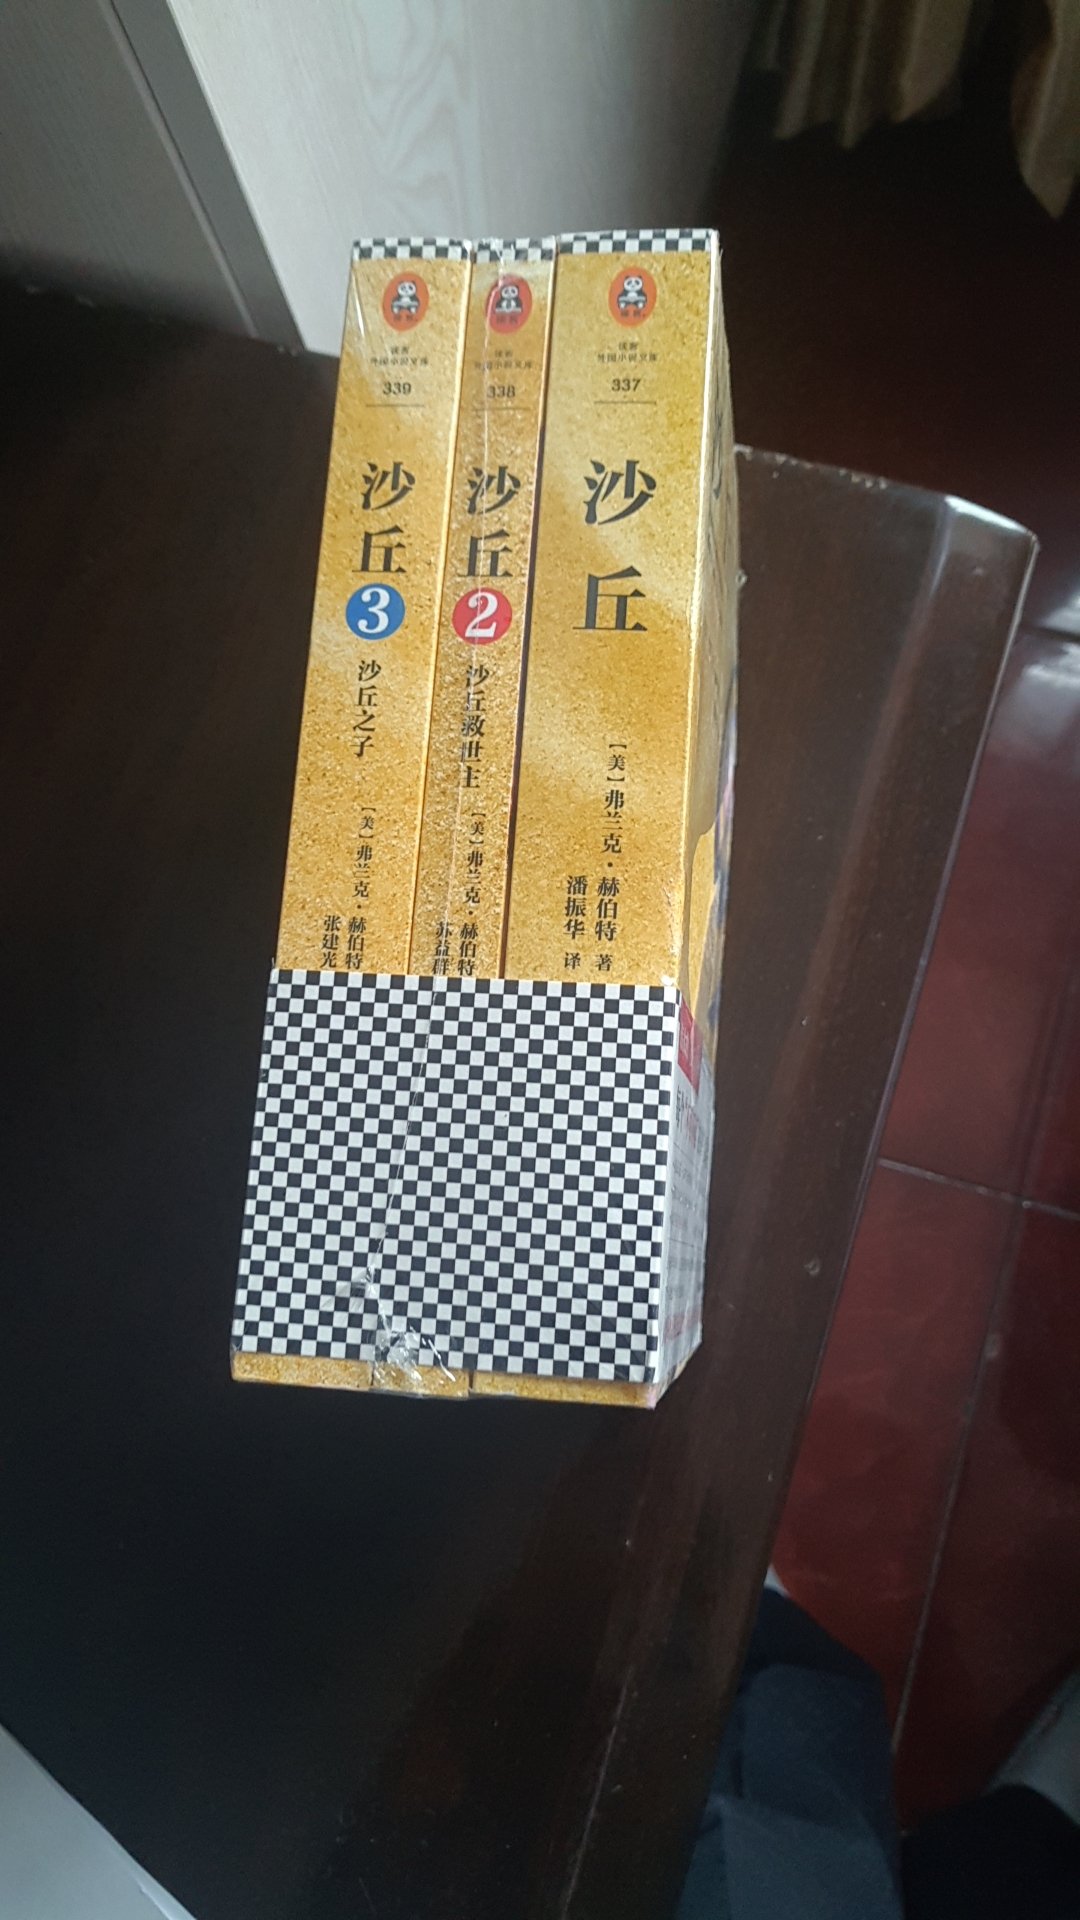 读客
外国小说文库
339
沙丘
3
沙丘之子
[美]弗兰克·赫伯特
张建光
读客
外国小说文库
338
沙丘
2
沙丘救世主
[美]弗兰克·赫伯特
苏益群
读客
外国小说文库
337
沙丘
[美]弗兰克·赫伯特 著
潘振华 译